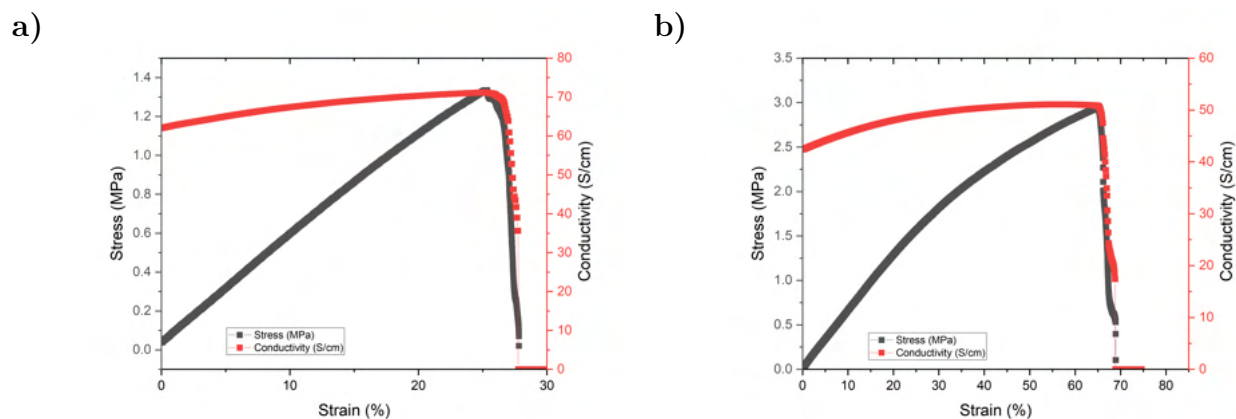 a)
b)
1.4
1.2
1.0
0.8
0.6
0.4
0.2
0.0
Stress (MPa)
80
70
60
50
40
30
20
10
0
Conductivity (S/cm)
Stress (MPa)
Conductivity (S/cm)
0 10 20 30
Strain (%)
3.5
3.0
2.5
2.0
1.5
1.0
0.5
0.0
Stress (MPa)
60
50
40
30
20
10
0
Conductivity (S/cm)
Stress (MPa)
Conductivity (S/cm)
0 10 20 30 40 50 60 70 80
Strain (%)